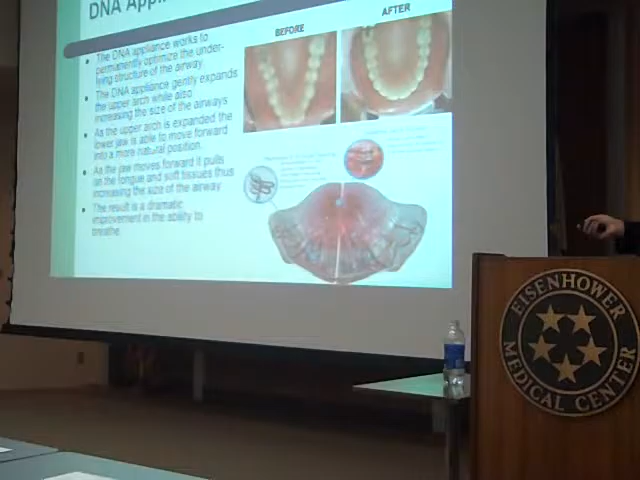 DNA Appli
The DNA appliance works to
permanently optimize the under-
lying structure of the airway
The DNA appliance gently expands
the upper arch while also
increasing the size of the airways
As the upper arch is expanded the
lower jaw is able to move forward
into a more natural position.
As the jaw moves forward it pulls
on the tongue and soft tissues thus
increasing the size of the airway
The result is a dramatic
improvement in the ability to
breathe
BEFORE
AFTER
EISENHOWER
MEDICAL CENTER